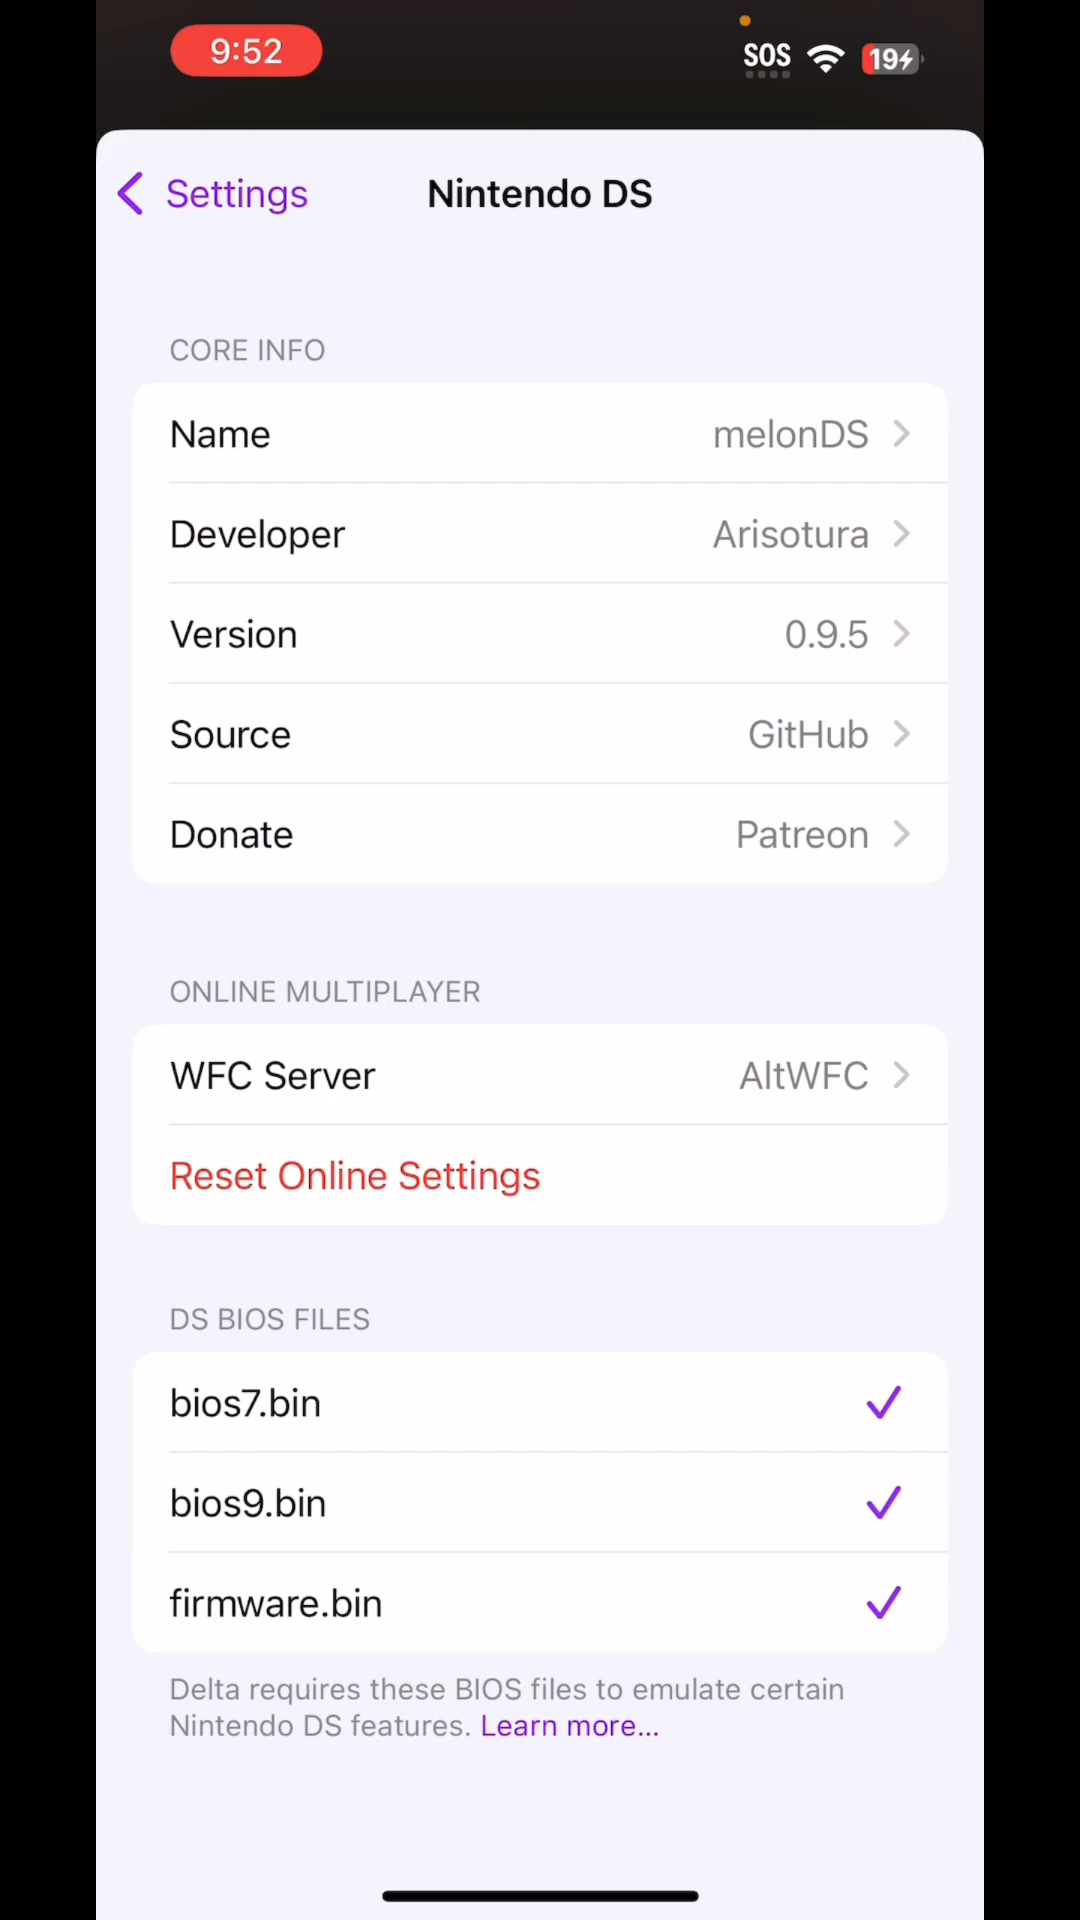 9:52
SOS
19
Settings
Nintendo DS
CORE INFO
Name
melonDS
Developer
Arisotura
Version
0.9.5
Source
GitHub
Donate
Patreon
ONLINE MULTIPLAYER
WFC Server
AltWFC
Reset Online Settings
DS BIOS FILES
bios7.bin
bios9.bin
firmware.bin
Delta requires these BIOS files to emulate certain
Nintendo DS features. Learn more...